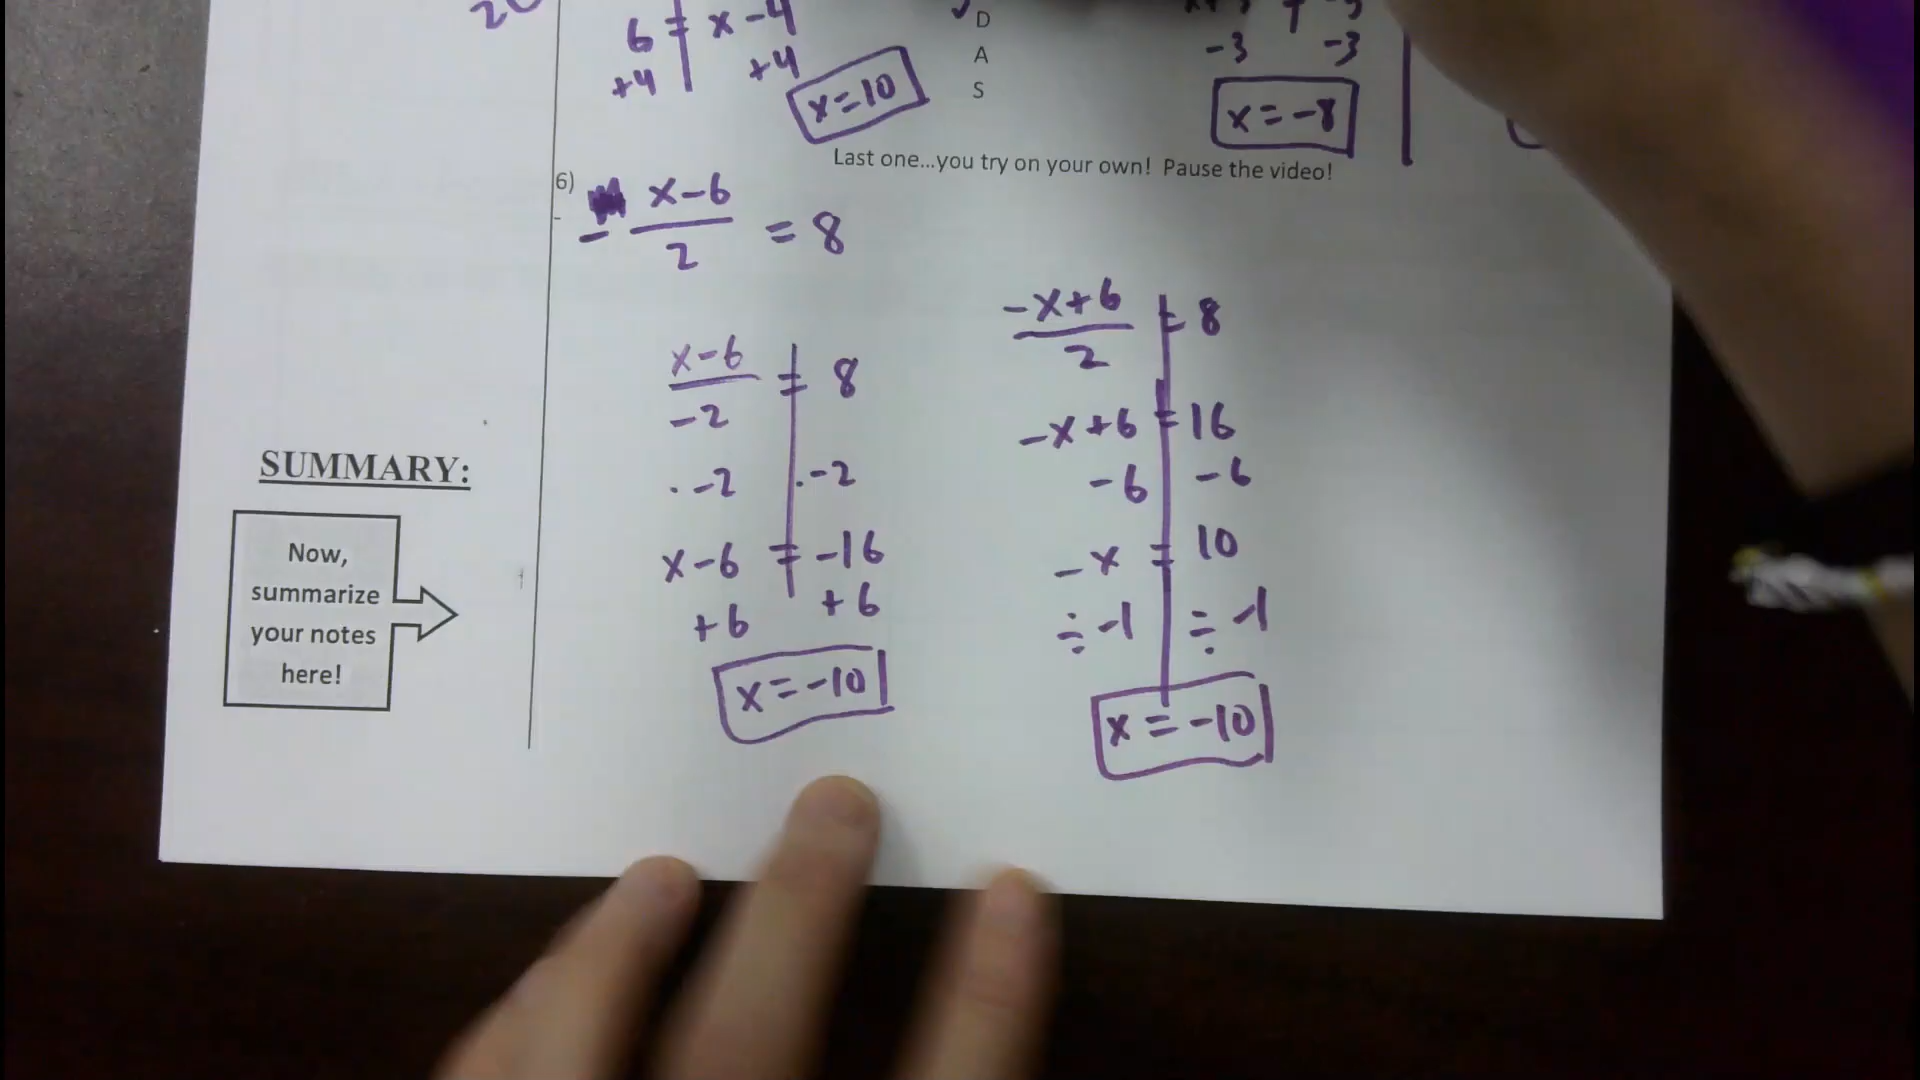 6 = x-4
+4 +4
x=10
D
A
S
-3 -3
x=-8
Last one...you try on your own! Pause the video!
6)
- x-6 = 8
2
x-6 = 8
-2
·-2 ·-2
x-6 = -16
+6 +6
x=-10
-x+6 = 8
2
-x+6 = 16
-6 -6
-x = 10
÷-1 ÷-1
x=-10
SUMMARY:
Now,
summarize
your notes
here!